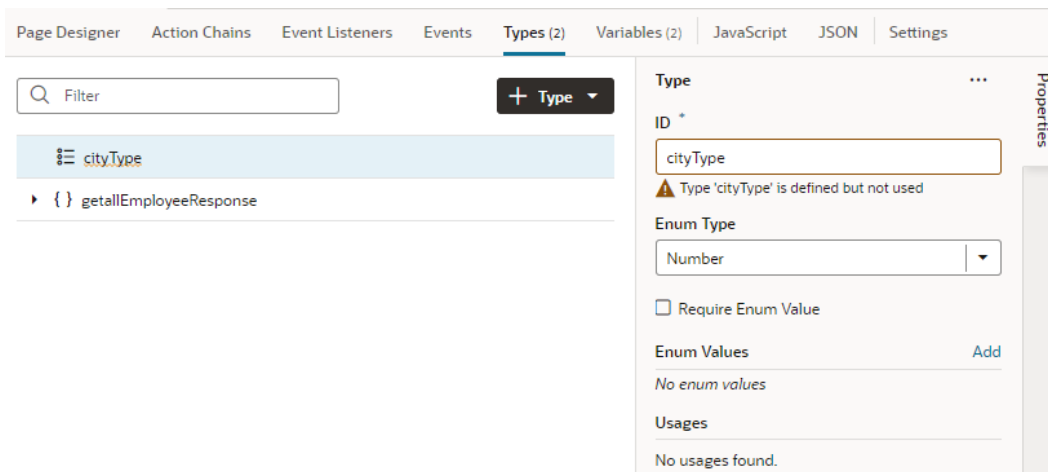 Page Designer Action Chains Event Listeners Events Types (2) Variables (2) JavaScript JSON Settings
Filter
+ Type
cityType
{ } getallEmployeeResponse
Type ...
ID *
cityType
Type 'cityType' is defined but not used
Enum Type
Number
Require Enum Value
Enum Values Add
No enum values
Usages
No usages found.
Properties